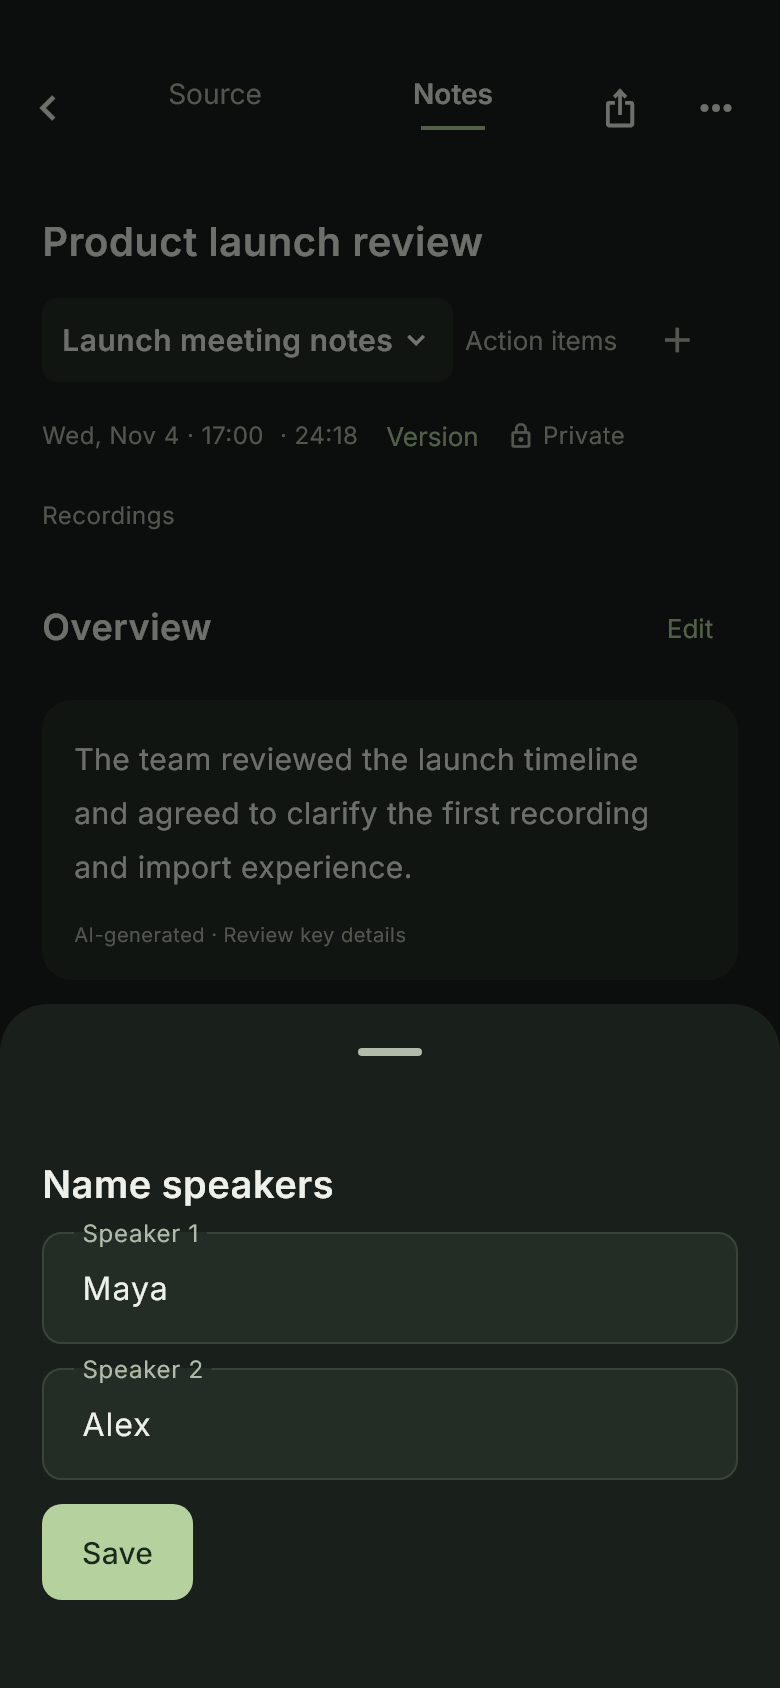 Source Notes
Product launch review
Launch meeting notes Action items
Wed, Nov 4 · 17:00 · 24:18 Version Private
Recordings
Overview Edit
The team reviewed the launch timeline
and agreed to clarify the first recording
and import experience.
AI-generated · Review key details
Name speakers
Speaker 1
Maya
Speaker 2
Alex
Save